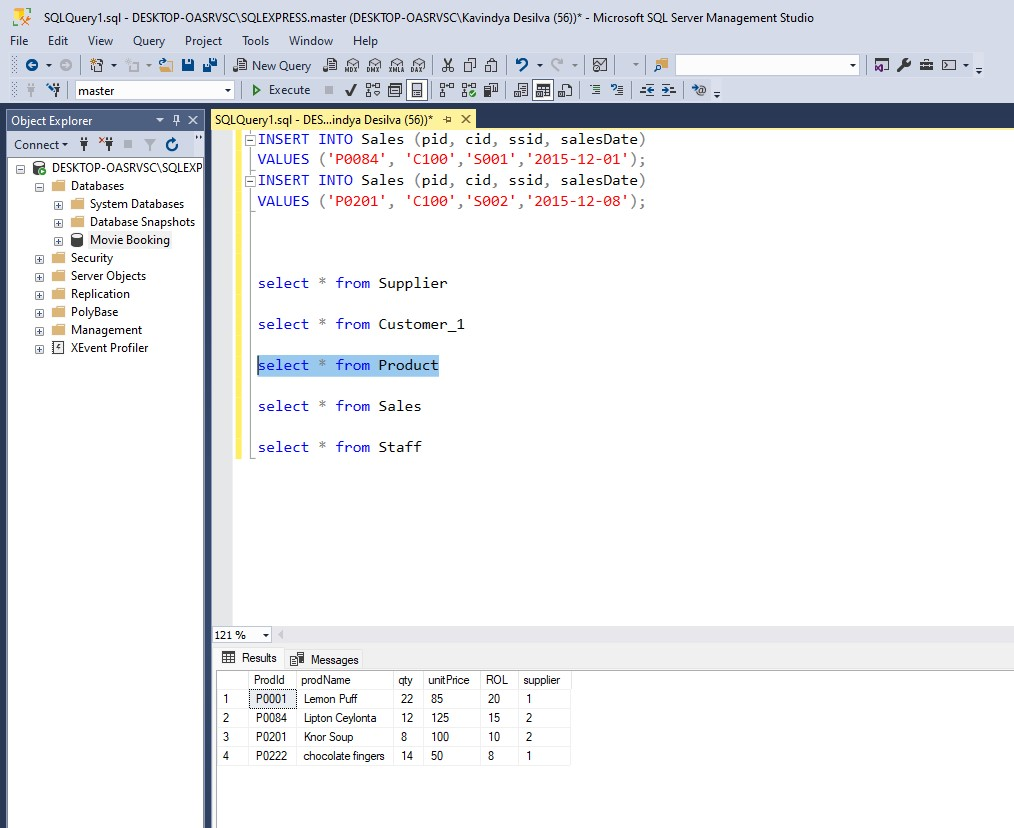 SQLQuery1.sql - DESKTOP-OASRVSC\SQLEXPRESS.master (DESKTOP-OASRVSC\Kavindya Desilva (56))* - Microsoft SQL Server Management Studio
File Edit View Query Project Tools Window Help
New Query MDX DMX XMLA DAX
master Execute
Object Explorer
Connect
DESKTOP-OASRVSC\SQLEXP
Databases
System Databases
Database Snapshots
Movie Booking
Security
Server Objects
Replication
PolyBase
Management
XEvent Profiler
SQLQuery1.sql - DES...indya Desilva (56))*
INSERT INTO Sales (pid, cid, ssid, salesDate)
VALUES ('P0084', 'C100','S001','2015-12-01');
INSERT INTO Sales (pid, cid, ssid, salesDate)
VALUES ('P0201', 'C100','S002','2015-12-08');
select * from Supplier
select * from Customer_1
select * from Product
select * from Sales
select * from Staff
121 %
Results Messages
ProdId prodName qty unitPrice ROL supplier
1 P0001 Lemon Puff 22 85 20 1
2 P0084 Lipton Ceylonta 12 125 15 2
3 P0201 Knor Soup 8 100 10 2
4 P0222 chocolate fingers 14 50 8 1